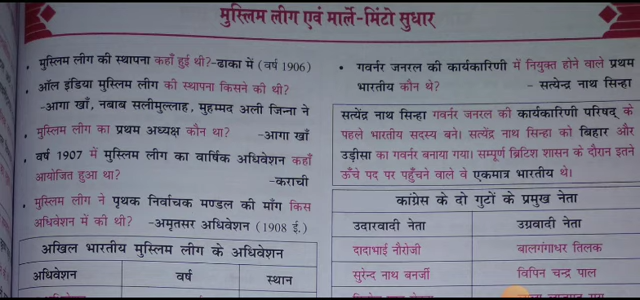 मुस्लिम लीग एवं मार्ले-मिंटो सुधार
• मुस्लिम लीग की स्थापना कहाँ हुई थी?-ढाका में (वर्ष 1906)
• ऑल इंडिया मुस्लिम लीग की स्थापना किसने की थी?
-आगा खाँ, नबाब सलीमुल्लाह, मुहम्मद अली जिन्ना ने
• मुस्लिम लीग का प्रथम अध्यक्ष कौन था? -आगा खाँ
• वर्ष 1907 में मुस्लिम लीग का वार्षिक अधिवेशन कहाँ
आयोजित हुआ था? -कराची
• मुस्लिम लीग ने पृथक निर्वाचक मण्डल की माँग किस
अधिवेशन में की थी? -अमृतसर अधिवेशन (1908 ई.)
अखिल भारतीय मुस्लिम लीग के अधिवेशन
अधिवेशन वर्ष स्थान
• गवर्नर जनरल की कार्यकारिणी में नियुक्त होने वाले प्रथम
भारतीय कौन थे? - सत्येन्द्र नाथ सिन्हा
सत्येंद्र नाथ सिन्हा गवर्नर जनरल की कार्यकारिणी परिषद् के
पहले भारतीय सदस्य बने। सत्येंद्र नाथ सिन्हा को बिहार और
उड़ीसा का गवर्नर बनाया गया। सम्पूर्ण ब्रिटिश शासन के दौरान इतने
ऊँचे पद पर पहुँचने वाले वे एकमात्र भारतीय थे।
कांग्रेस के दो गुटों के प्रमुख नेता
उदारवादी नेता उग्रवादी नेता
दादाभाई नौरोजी बालगंगाधर तिलक
सुरेन्द नाथ बनर्जी विपिन चन्द्र पाल